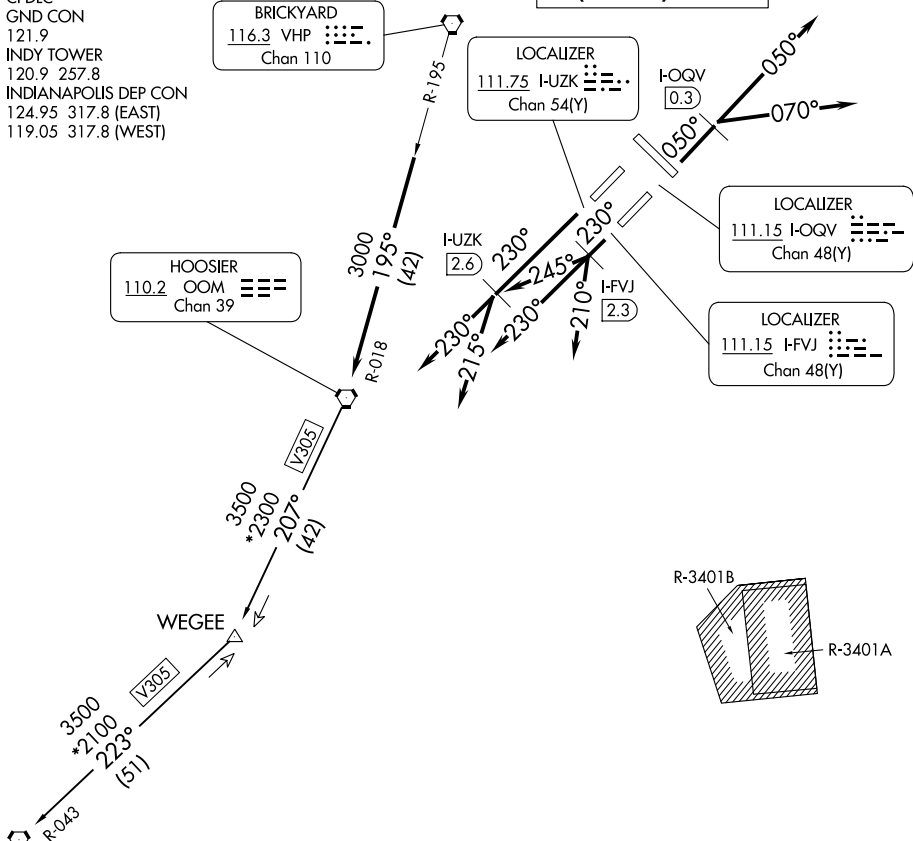 GND CON
121.9
INDY TOWER
120.9 257.8
INDIANAPOLIS DEP CON
124.95 317.8 (EAST)
119.05 317.8 (WEST)
BRICKYARD
116.3 VHP
Chan 110
R-195
LOCALIZER
111.75 I-UZK
Chan 54(Y)
I-OQV
0.3
050°
050°
070°
LOCALIZER
111.15 I-OQV
Chan 48(Y)
LOCALIZER
111.15 I-FVJ
Chan 48(Y)
I-UZK
2.6
230°
230°
245°
I-FVJ
2.3
230°
215°
230°
210°
3000
195°
(42)
HOOSIER
110.2 OOM
Chan 39
R-018
V305
3500
*2300
207°
(42)
WEGEE
V305
3500
*2100
223°
(51)
R-043
R-3401B
R-3401A